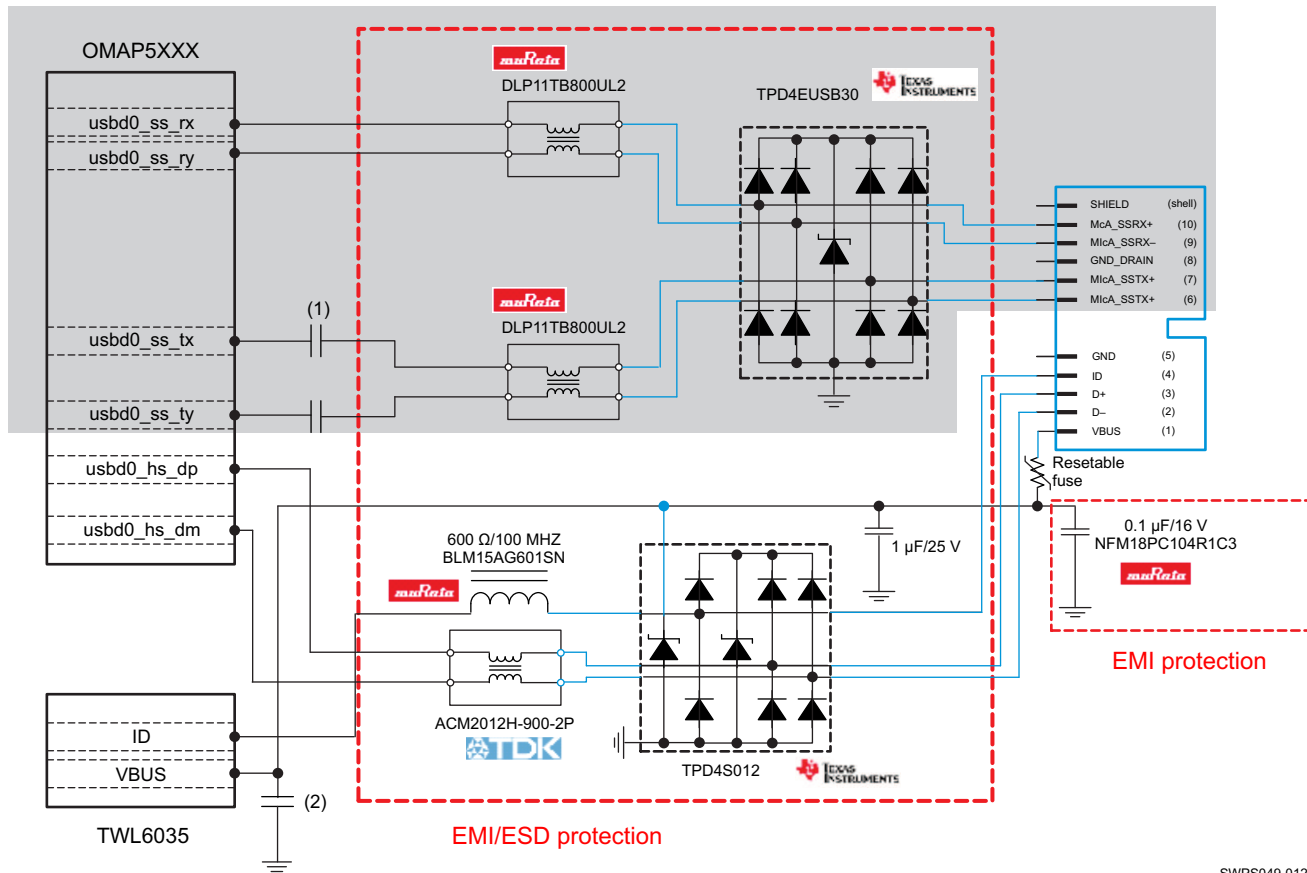 OMAP5XXX
usbd0_ss_rx
usbd0_ss_ry
usbd0_ss_tx
usbd0_ss_ty
usbd0_hs_dp
usbd0_hs_dm
(1)
muRata
DLP11TB800UL2
muRata
DLP11TB800UL2
TPD4EUSB30
TEXAS
INSTRUMENTS
SHIELD (shell)
McA_SSRX+ (10)
MIcA_SSRX– (9)
GND_DRAIN (8)
MIcA_SSTX+ (7)
MIcA_SSTX+ (6)
GND (5)
ID (4)
D+ (3)
D– (2)
VBUS (1)
Resetable
fuse
1 µF/25 V
0.1 µF/16 V
NFM18PC104R1C3
muRata
EMI protection
600 Ω/100 MHZ
BLM15AG601SN
muRata
ACM2012H-900-2P
TDK
TPD4S012
TEXAS
INSTRUMENTS
ID
VBUS
(2)
TWL6035
EMI/ESD protection
SWPS049-012